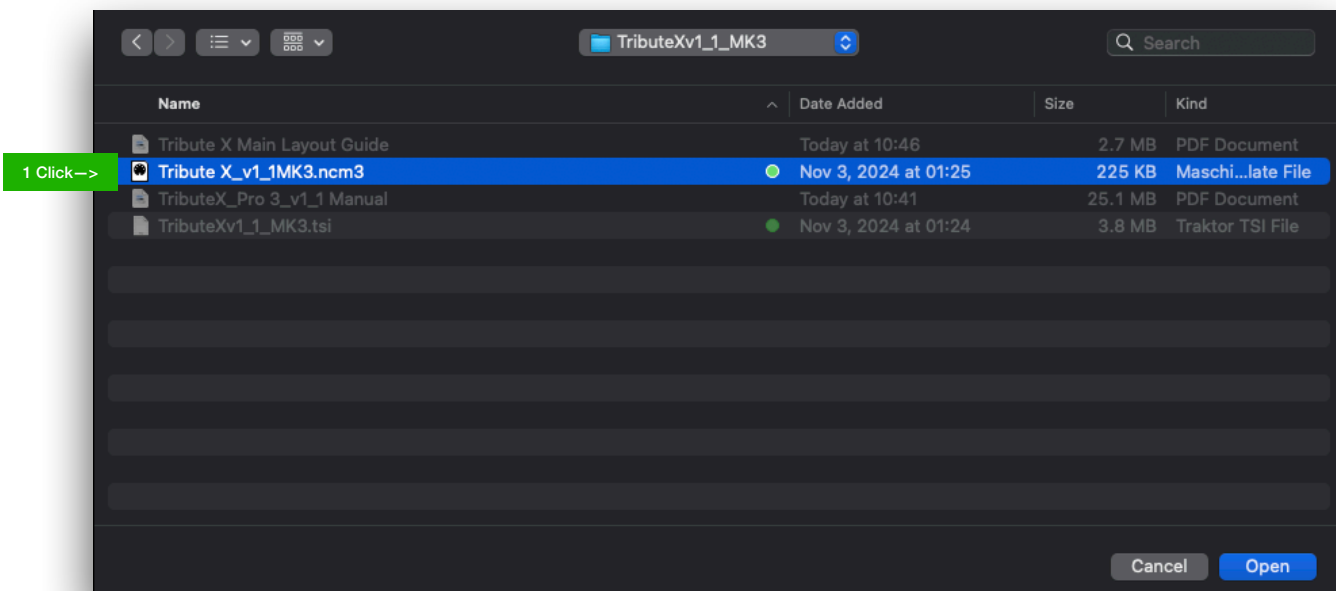 TributeXv1_1_MK3
Search
Name Date Added Size Kind
Tribute X Main Layout Guide Today at 10:46 2.7 MB PDF Document
1 Click—> Tribute X_v1_1MK3.ncm3 Nov 3, 2024 at 01:25 225 KB Maschi...late File
TributeX_Pro 3_v1_1 Manual Today at 10:41 25.1 MB PDF Document
TributeXv1_1_MK3.tsi Nov 3, 2024 at 01:24 3.8 MB Traktor TSI File
Cancel Open